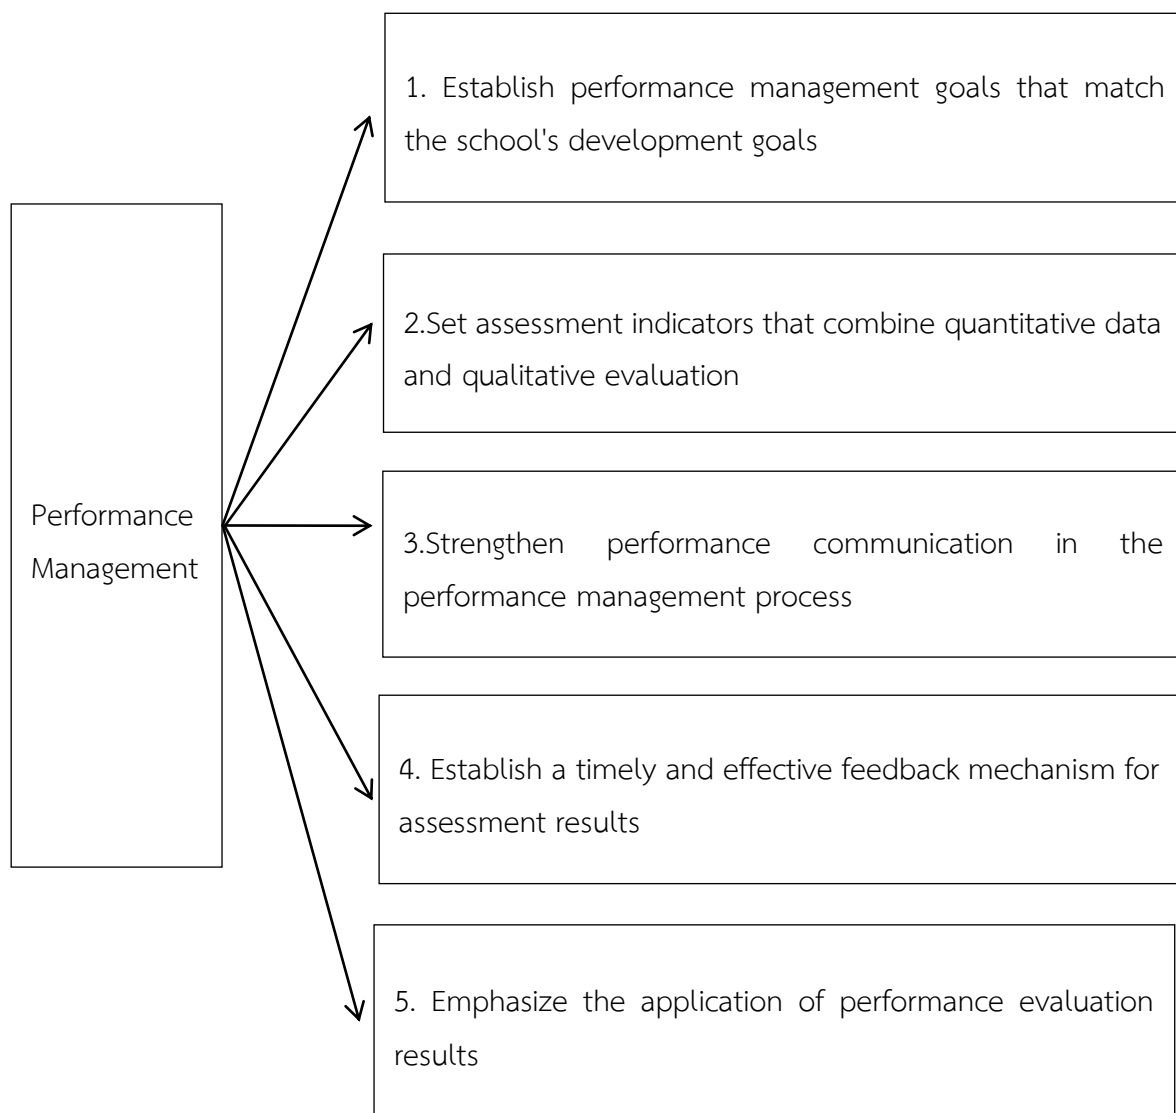 1. Establish performance management goals that match
the school's development goals
2.Set assessment indicators that combine quantitative data
and qualitative evaluation
Performance
Management
3.Strengthen performance communication in the
performance management process
4. Establish a timely and effective feedback mechanism for
assessment results
5. Emphasize the application of performance evaluation
results